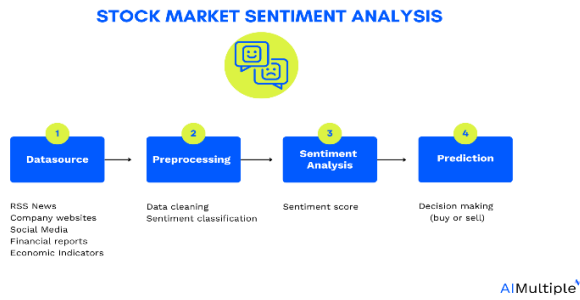 STOCK MARKET SENTIMENT ANALYSIS
1
Datasource
RSS News
Company websites
Social Media
Financial reports
Economic Indicators
2
Preprocessing
Data cleaning
Sentiment classification
3
Sentiment
Analysis
Sentiment score
4
Prediction
Decision making
(buy or sell)
AIMultiple